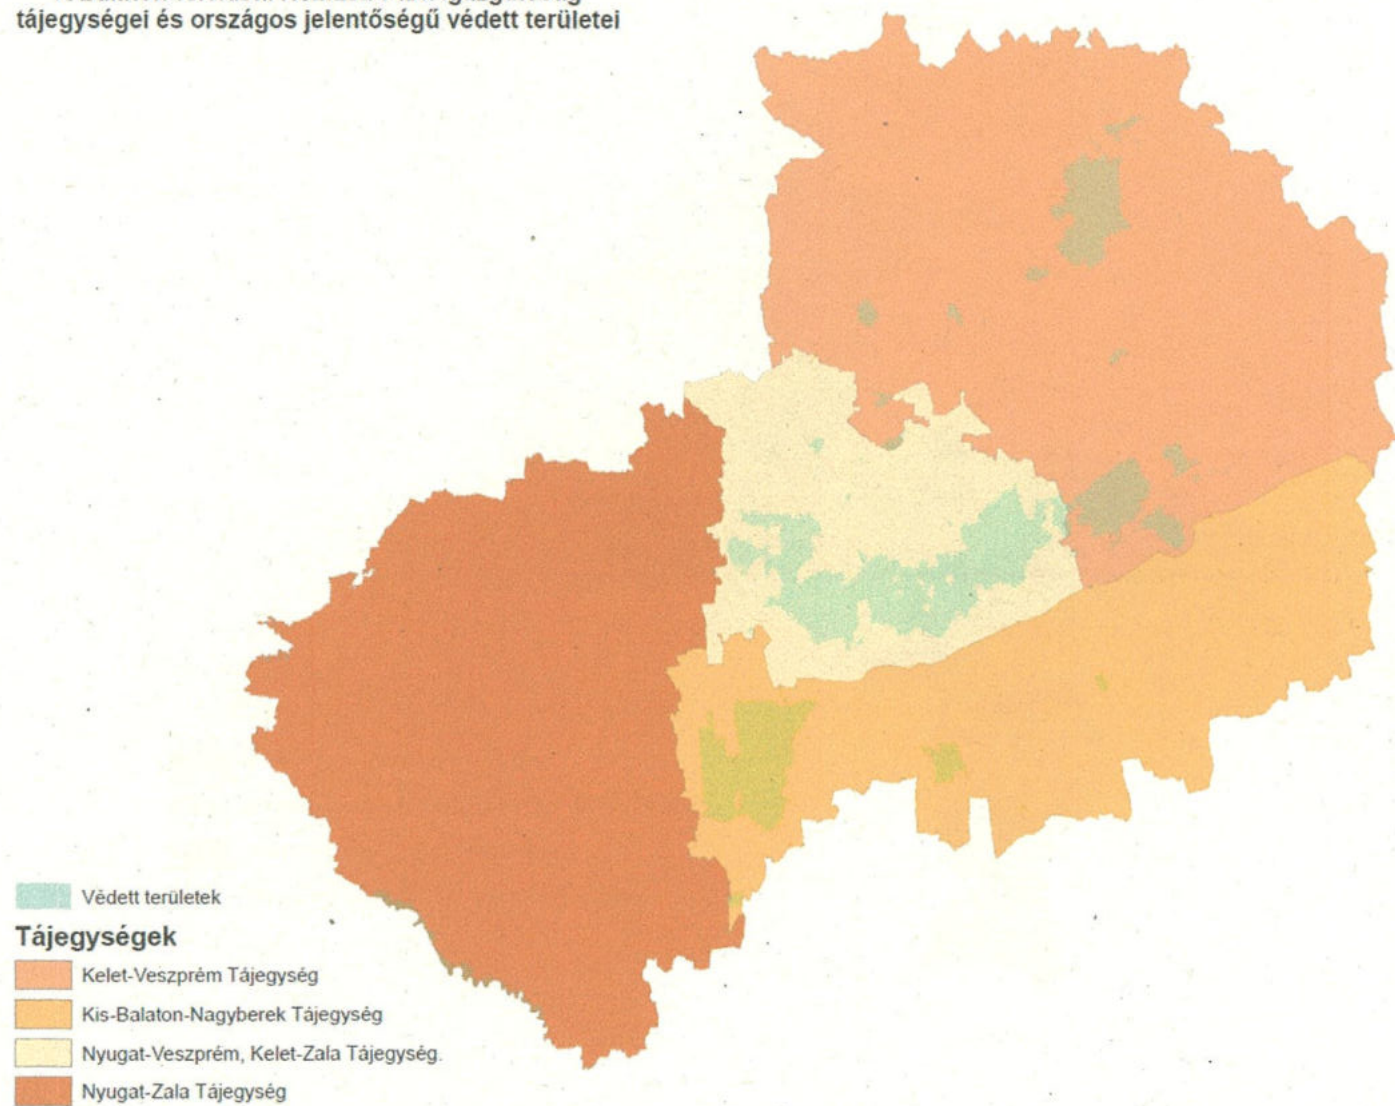 tájegységei és országos jelentőségű védett területei
Védett területek
Tájegységek
Kelet-Veszprém Tájegység
Kis-Balaton-Nagyberek Tájegység
Nyugat-Veszprém, Kelet-Zala Tájegység.
Nyugat-Zala Tájegység